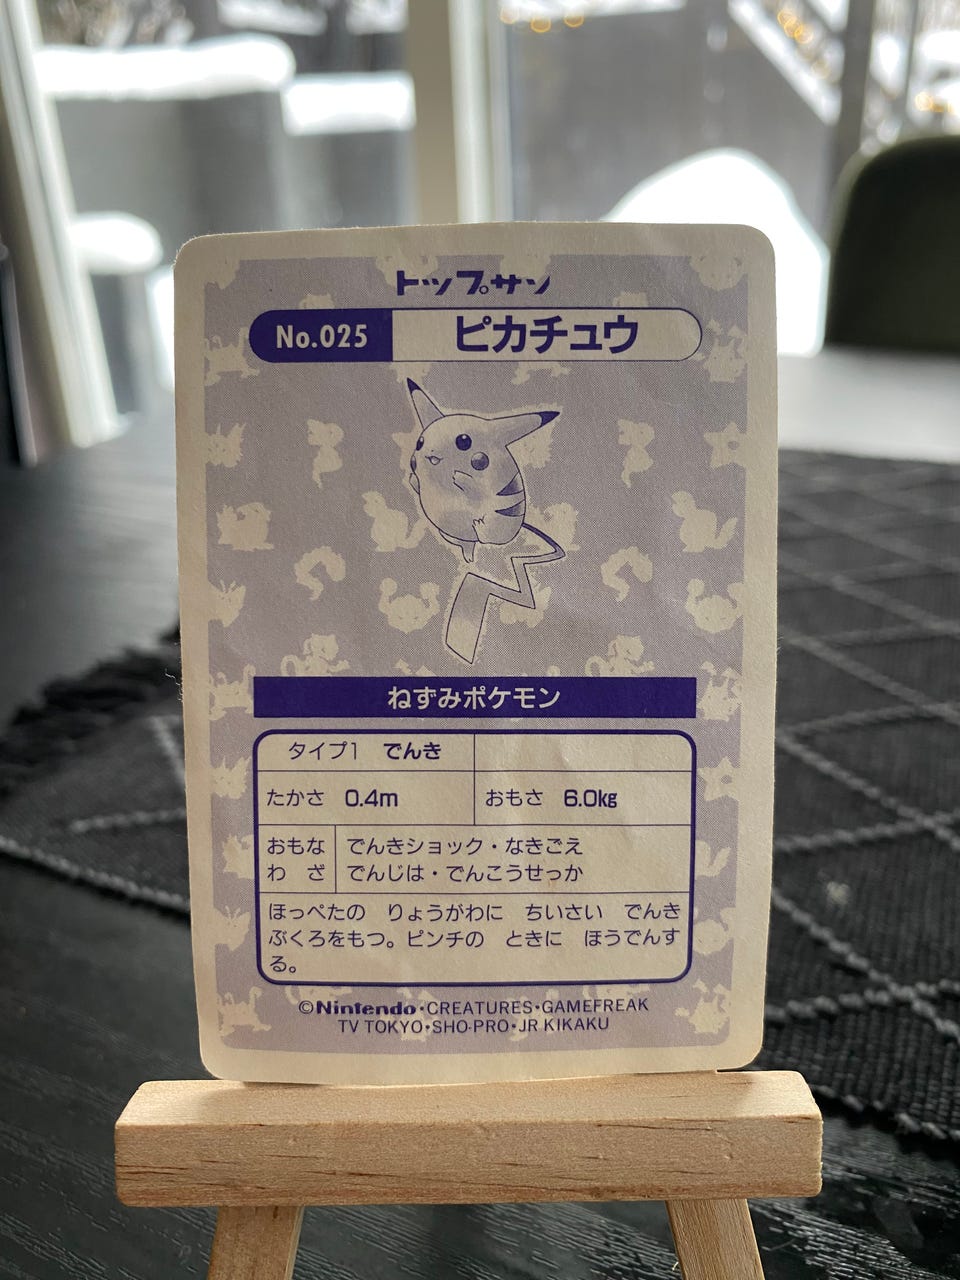 トップサン
No.025 ピカチュウ
ねずみポケモン
タイプ1 でんき
たかさ 0.4m おもさ 6.0kg
おもな でんきショック・なきごえ
わ ざ でんじは・でんこうせっか
ほっぺたの りょうがわに ちいさい でんき
ぶくろをもつ。ピンチの ときに ほうでんす
る。
©Nintendo・CREATURES・GAMEFREAK
TV TOKYO・SHO-PRO・JR KIKAKU